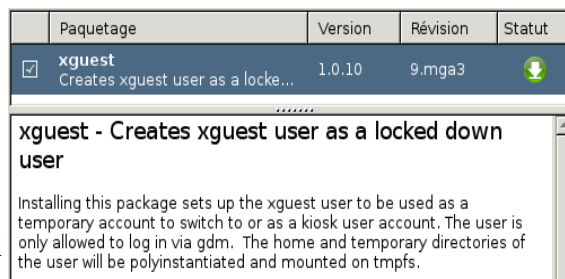 Paquetage Version Révision Statut
xguest
Creates xguest user as a locke... 1.0.10 9.mga3
xguest - Creates xguest user as a locked down
user
Installing this package sets up the xguest user to be used as a
temporary account to switch to or as a kiosk user account. The user is
only allowed to log in via gdm. The home and temporary directories of
the user will be polyinstantiated and mounted on tmpfs.